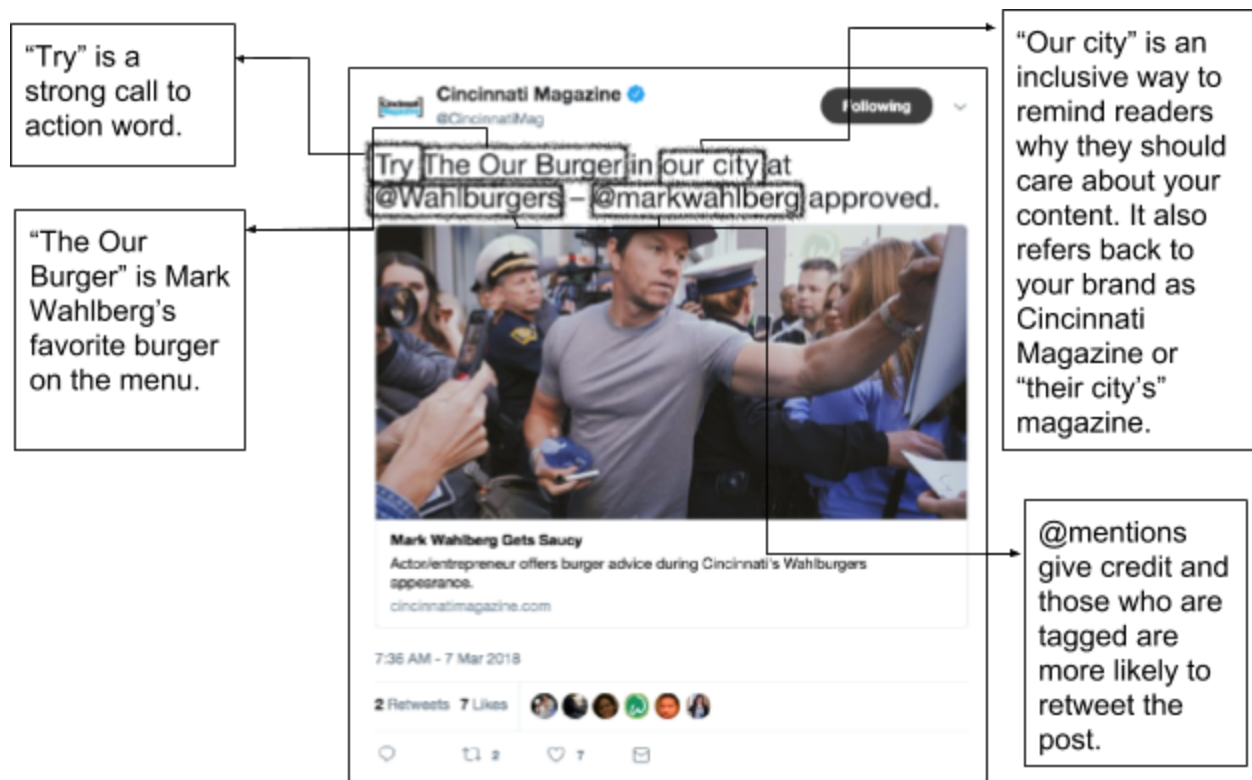 “Try” is a
strong call to
action word.
“The Our
Burger” is Mark
Wahlberg’s
favorite burger
on the menu.
Cincinnati Magazine
@CincinnatiMag
Following
Try The Our Burger in our city at
@Wahlburgers – @markwahlberg approved.
Mark Wahlberg Gets Saucy
Actor/entrepreneur offers burger advice during Cincinnati's Wahlburgers
appearance.
cincinnatimagazine.com
7:36 AM - 7 Mar 2018
2 Retweets 7 Likes
2 7
“Our city” is an
inclusive way to
remind readers
why they should
care about your
content. It also
refers back to
your brand as
Cincinnati
Magazine or
“their city’s”
magazine.
@mentions
give credit and
those who are
tagged are
more likely to
retweet the
post.